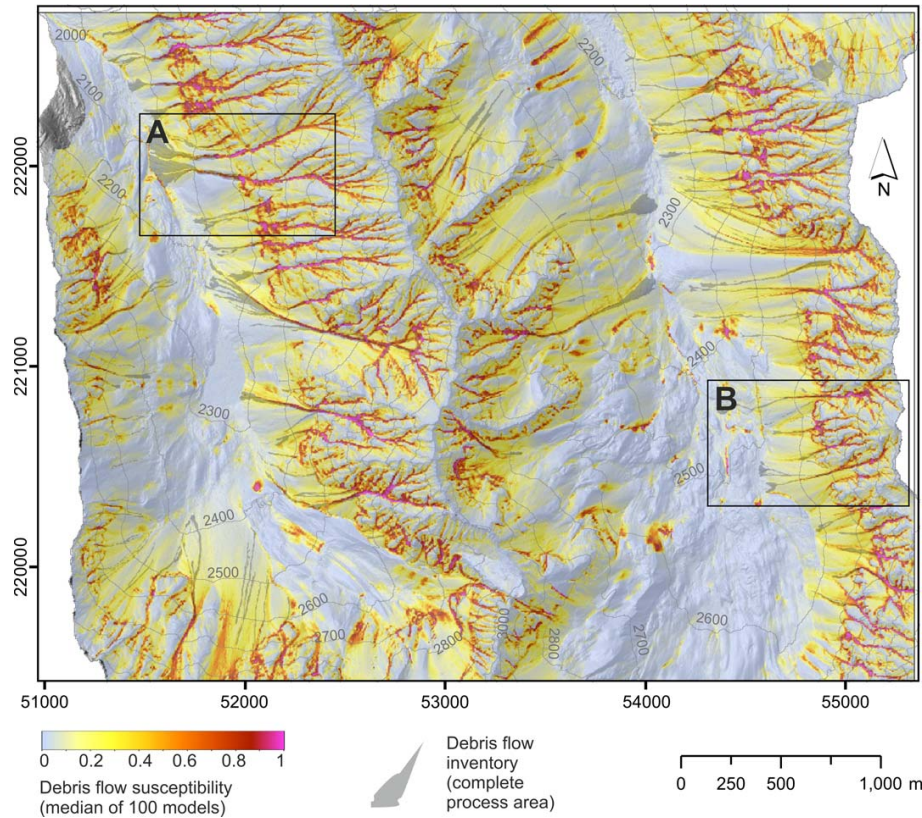 2000
2100
2200
A
2200
N
2300
222000
221000
220000
2400
B
2300
2500
2400
2500
2600
2700
2800
3000
2800
2700
2600
51000 52000 53000 54000 55000
0 0.2 0.4 0.6 0.8 1
Debris flow susceptibility
(median of 100 models)
Debris flow
inventory
(complete
process area)
0 250 500 1,000 m